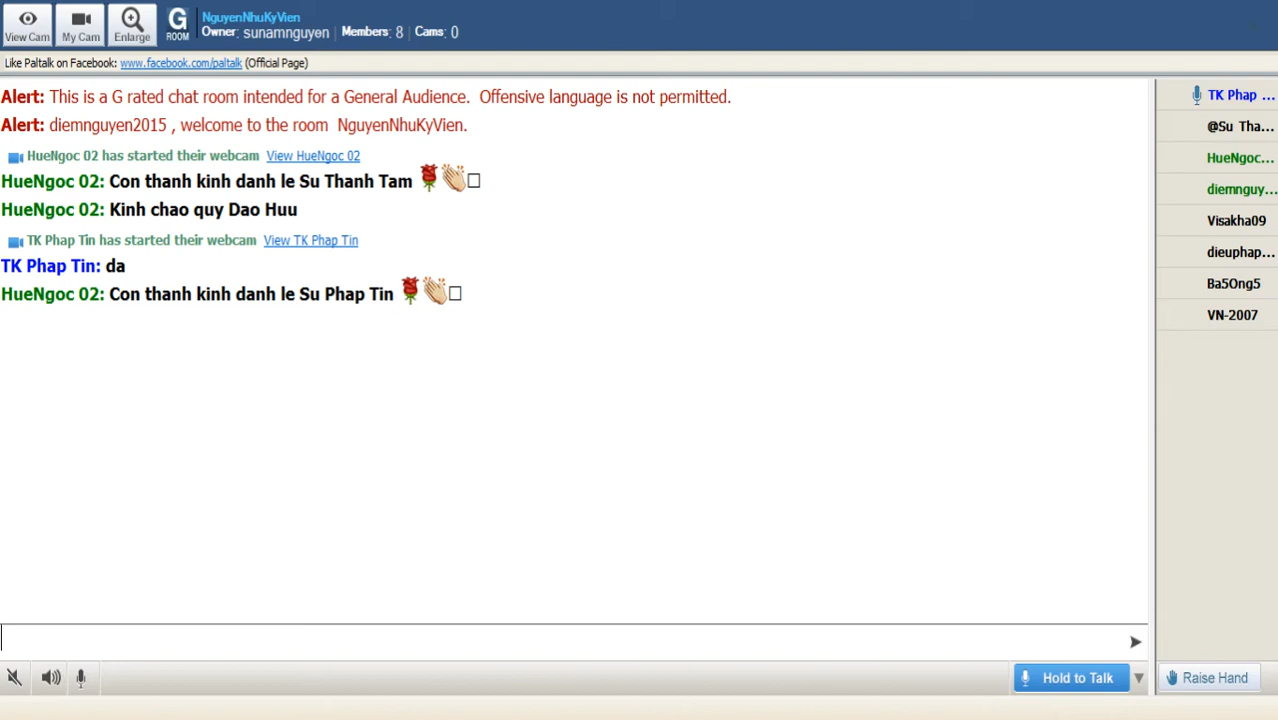 View Cam
My Cam
Enlarge
G
ROOM
NguyenNhuKyVien
Owner: sunamnguyen
Members: 8
Cams: 0
Like Paltalk on Facebook: www.facebook.com/paltalk (Official Page)
Alert: This is a G rated chat room intended for a General Audience. Offensive language is not permitted.
Alert: diemnguyen2015 , welcome to the room NguyenNhuKyVien.
HueNgoc 02 has started their webcam View HueNgoc 02
HueNgoc 02: Con thanh kinh danh le Su Thanh Tam 🌹👏□
HueNgoc 02: Kinh chao quy Dao Huu
TK Phap Tin has started their webcam View TK Phap Tin
TK Phap Tin: da
HueNgoc 02: Con thanh kinh danh le Su Phap Tin 🌹👏□
TK Phap ...
@Su Tha...
HueNgoc...
diemnguy...
Visakha09
dieuphap...
Ba5Ong5
VN-2007
Hold to Talk
Raise Hand